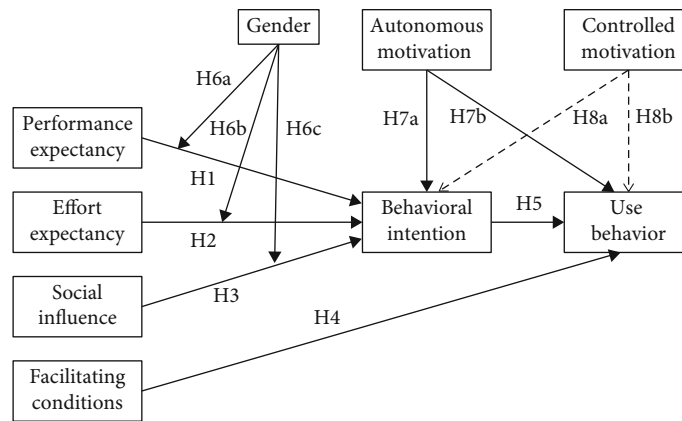 Gender
Autonomous
motivation
Controlled
motivation
H6a
H6b
H6c
H7a
H7b
H8a
H8b
Performance
expectancy
H1
Effort
expectancy
H2
Behavioral
intention
H5
Use
behavior
Social
influence
H3
H4
Facilitating
conditions